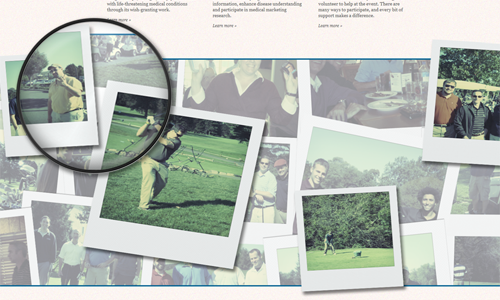 with life-threatening medical conditions
through its wish-granting work.
Learn more »
information, enhance disease understanding
and participate in medical marketing
research.
Learn more »
volunteer to help at the event. There are
many ways to participate, and every bit of
support makes a difference.
Learn more »